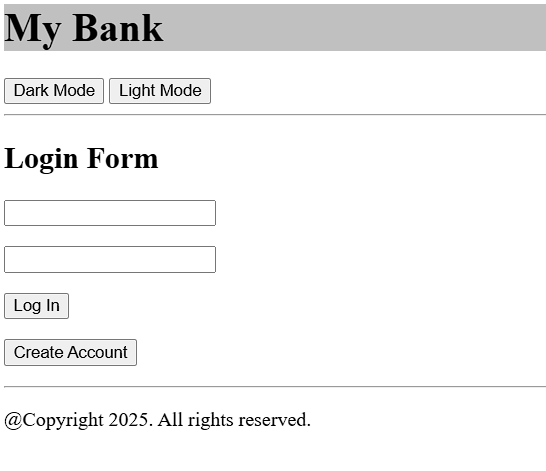 My Bank
Dark Mode Light Mode
Login Form
Log In
Create Account
@Copyright 2025. All rights reserved.